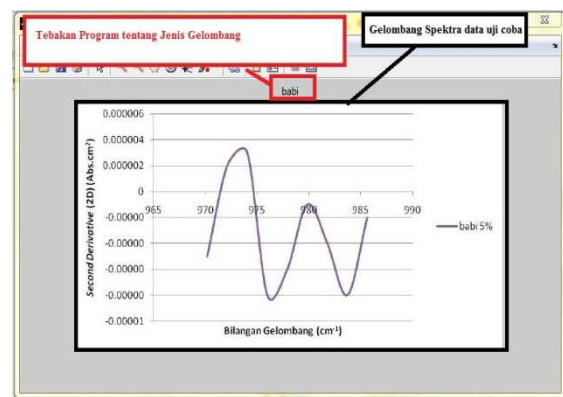 Tebakan Program tentang Jenis Gelombang
Gelombang Spektra data uji coba
babi
0.000006
0.000004
0.000002
0
-0.00000
-0.00000
-0.00000
-0.00000
-0.00001
965 970 975 980 985 990
Second Derivative (2D) (Abs.cm²)
Bilangan Gelombang (cm⁻¹)
babi 5%